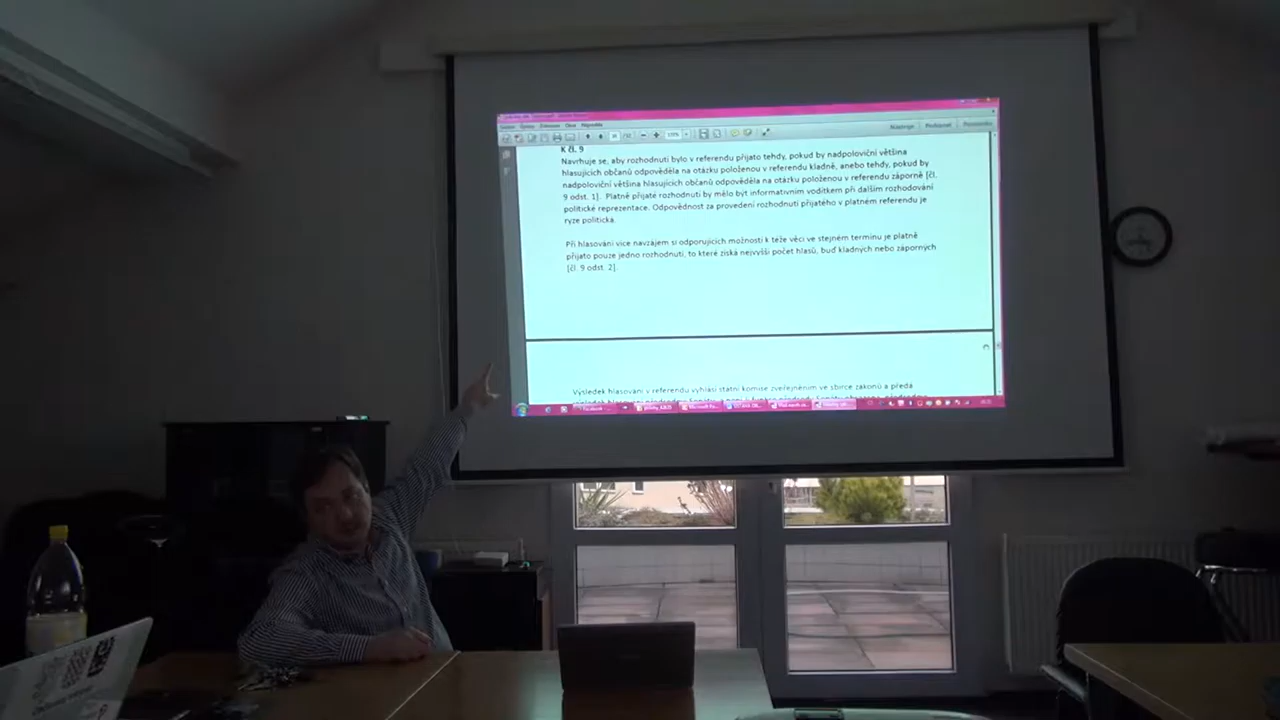 K čl. 9
Navrhuje se, aby rozhodnutí bylo v referendu přijato tehdy, pokud by nadpoloviční většina
hlasujících občanů odpověděla na otázku položenou v referendu kladně, anebo tehdy, pokud by
nadpoloviční většina hlasujících občanů odpověděla na otázku položenou v referendu záporně [čl.
9 odst. 1]. Platně přijaté rozhodnutí by mělo být informativním vodítkem při dalším rozhodování
politické reprezentace. Odpovědnost za provedení rozhodnutí přijatého v platném referendu je
ryze politická.
Při hlasování více navzájem si odporujících možností k téže věci ve stejném termínu je platně
přijato pouze jedno rozhodnutí, to které získá nejvyšší počet hlasů, buď kladných nebo záporných
[čl. 9 odst. 2].
Výsledek hlasování v referendu vyhlásí státní komise zveřejněním ve sbírce zákonů a předá